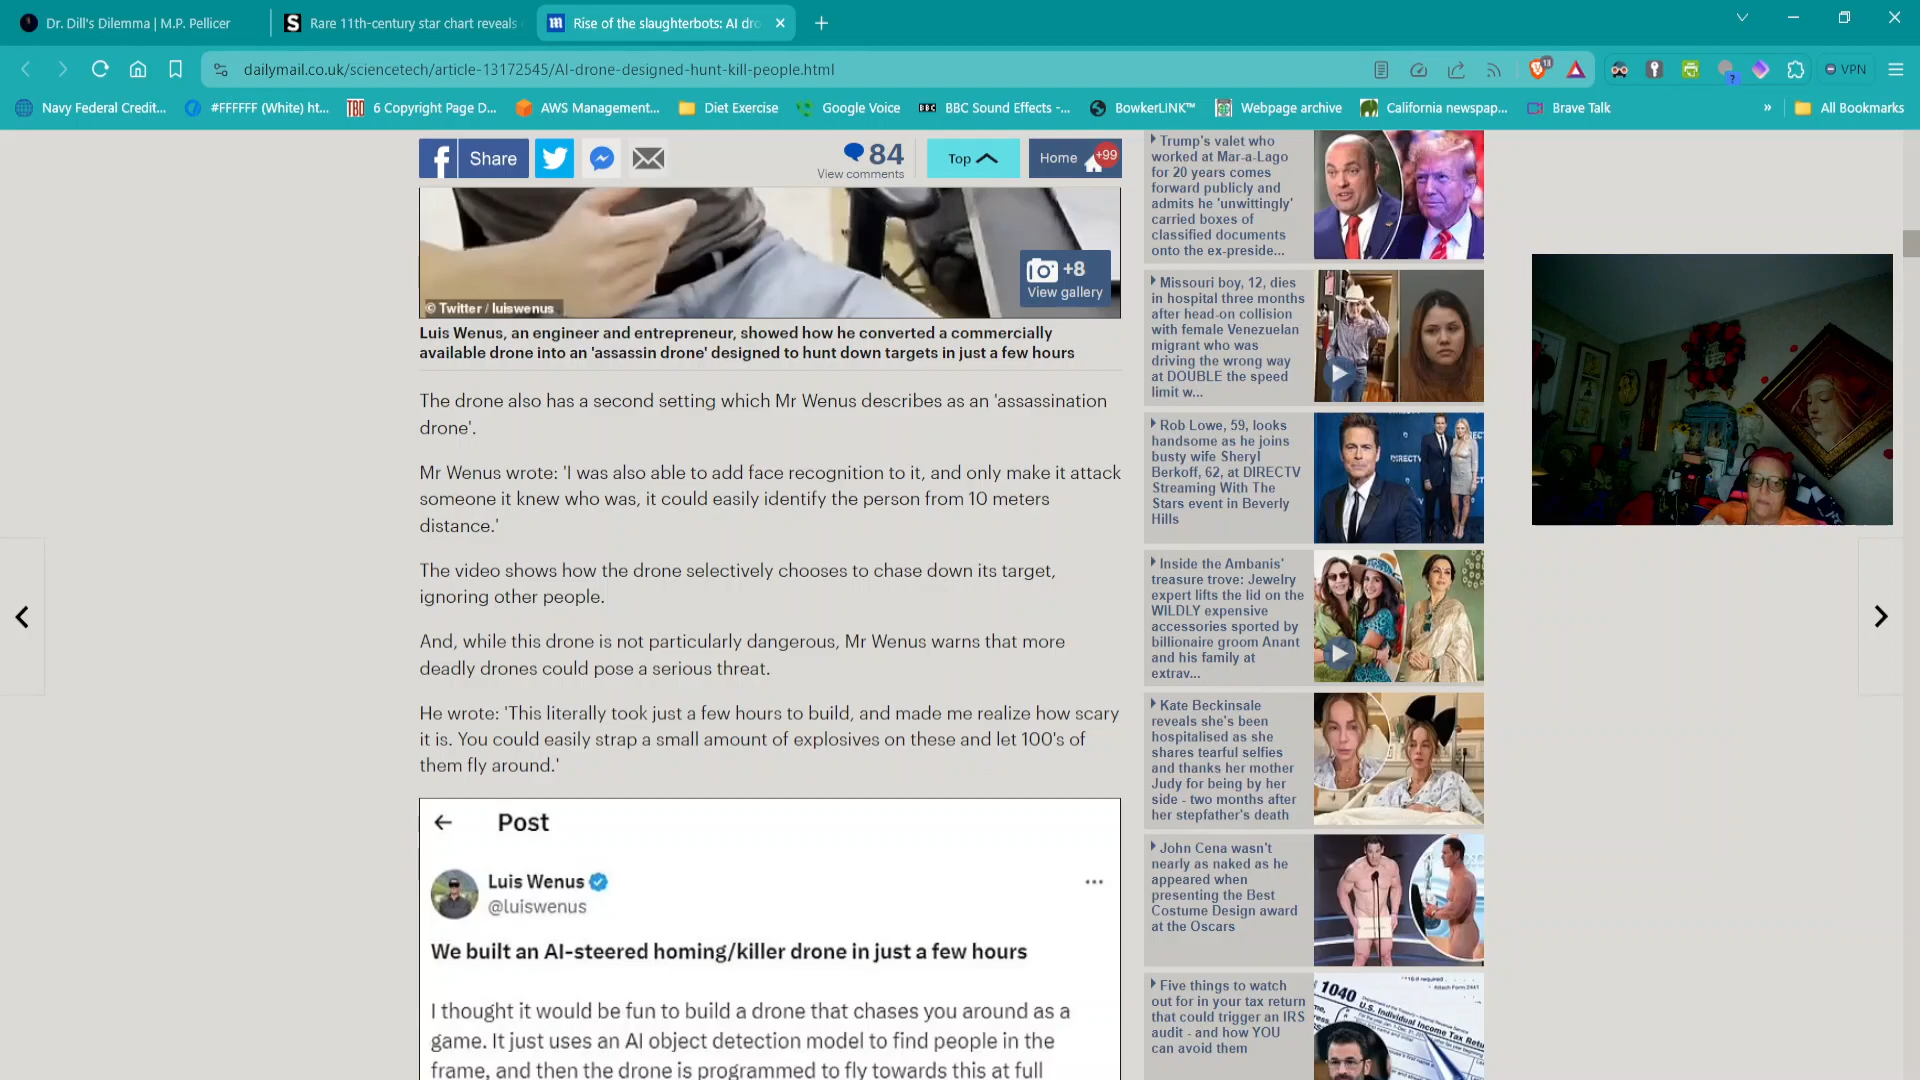 Dr. Dill's Dilemma | M.P. Pellicer
Rare 11th-century star chart reveals
Rise of the slaughterbots: AI dro
dailymail.co.uk/sciencetech/article-13172545/AI-drone-designed-hunt-kill-people.html
18
VPN
Navy Federal Credit...
#FFFFFF (White) ht...
6 Copyright Page D...
AWS Management...
Diet Exercise
Google Voice
BBC
BBC Sound Effects -...
BowkerLINK™
Webpage archive
California newspap...
Brave Talk
»
All Bookmarks
Share
84
View comments
Top
Home
+99
+8
View gallery
© Twitter / luiswenus
Luis Wenus, an engineer and entrepreneur, showed how he converted a commercially
available drone into an 'assassin drone' designed to hunt down targets in just a few hours
The drone also has a second setting which Mr Wenus describes as an 'assassination
drone'.
Mr Wenus wrote: 'I was also able to add face recognition to it, and only make it attack
someone it knew who was, it could easily identify the person from 10 meters
distance.'
The video shows how the drone selectively chooses to chase down its target,
ignoring other people.
And, while this drone is not particularly dangerous, Mr Wenus warns that more
deadly drones could pose a serious threat.
He wrote: 'This literally took just a few hours to build, and made me realize how scary
it is. You could easily strap a small amount of explosives on these and let 100's of
them fly around.'
Post
Luis Wenus
@luiswenus
We built an AI-steered homing/killer drone in just a few hours
I thought it would be fun to build a drone that chases you around as a
game. It just uses an AI object detection model to find people in the
frame, and then the drone is programmed to fly towards this at full
Trump's valet who
worked at Mar-a-Lago
for 20 years comes
forward publicly and
admits he 'unwittingly'
carried boxes of
classified documents
onto the ex-preside...
Missouri boy, 12, dies
in hospital three months
after head-on collision
with female Venezuelan
migrant who was
driving the wrong way
at DOUBLE the speed
limit w...
Rob Lowe, 59, looks
handsome as he joins
busty wife Sheryl
Berkoff, 62, at DIRECTV
Streaming With The
Stars event in Beverly
Hills
Inside the Ambanis'
treasure trove: Jewelry
expert lifts the lid on the
WILDLY expensive
accessories sported by
billionaire groom Anant
and his family at
extrav...
Kate Beckinsale
reveals she's been
hospitalised as she
shares tearful selfies
and thanks her mother
Judy for being by her
side - two months after
her stepfather's death
John Cena wasn't
nearly as naked as he
appeared when
presenting the Best
Costume Design award
at the Oscars
Five things to watch
out for in your tax return
that could trigger an IRS
audit - and how YOU
can avoid them
1040
U.S. Individual Income Tax Retu